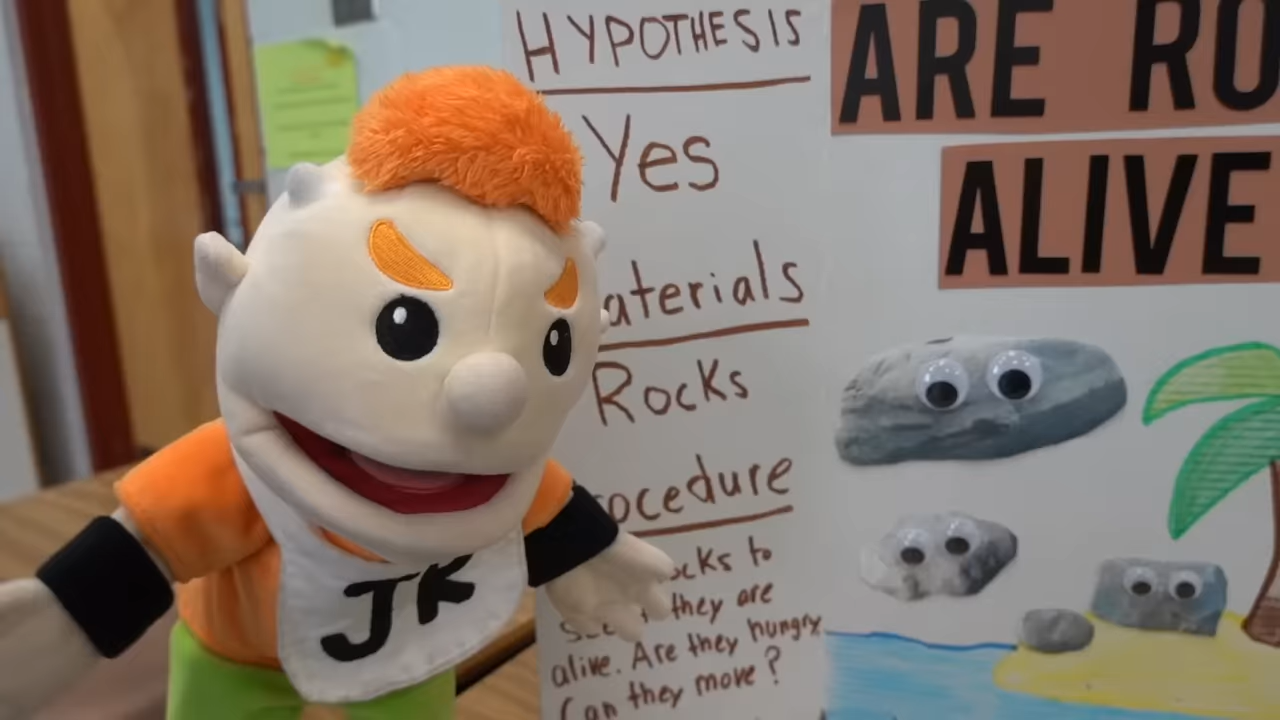 HYPOTHESIS
Yes
aterials
Rocks
ocedure
ocks to
they are
alive. Are they hungry
Can they move?
ARE RO
ALIVE
JK